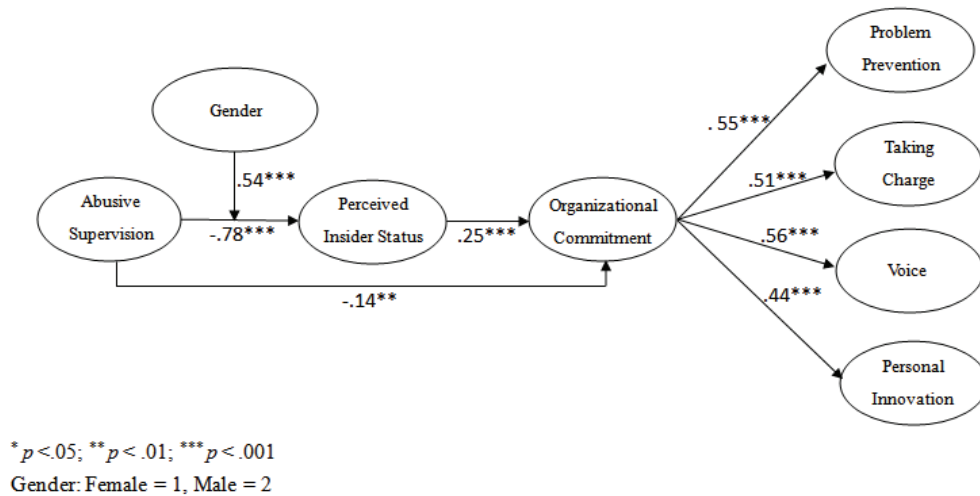 Problem
Prevention
Gender
. 55***
.54***
.51***
Taking
Charge
Abusive
Supervision
-.78***
Perceived
Insider Status
.25***
Organizational
Commitment
.56***
Voice
-.14**
.44***
Personal
Innovation
* p <.05; ** p < .01; *** p < .001
Gender: Female = 1, Male = 2